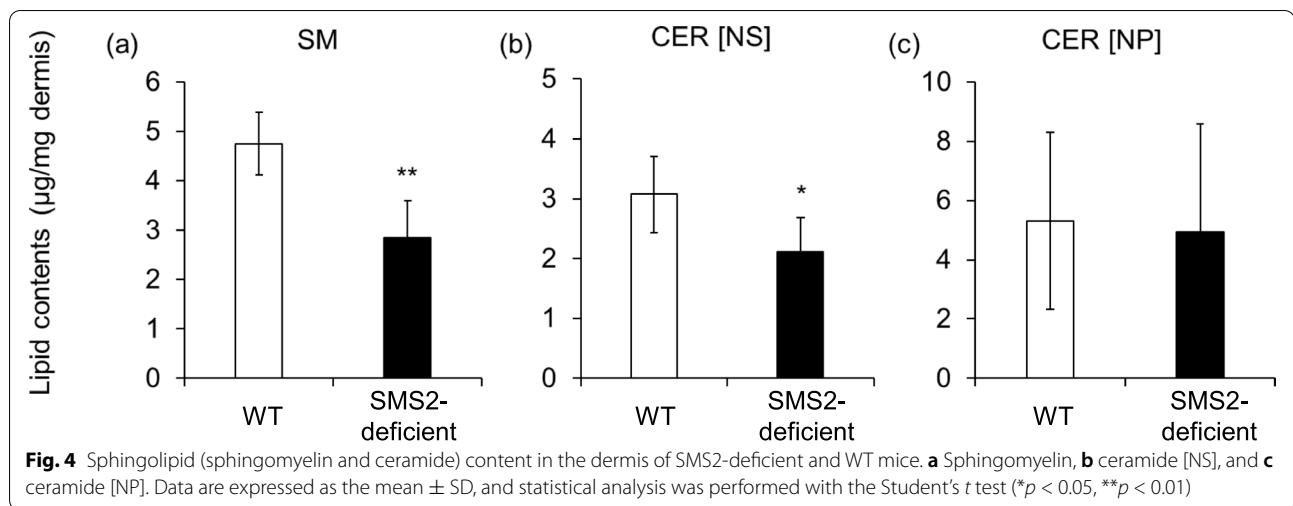 (a) SM
(b) CER [NS]
(c) CER [NP]
Lipid contents (µg/mg dermis)
6
5
4
3
2
1
0
**
WT
SMS2-
deficient
5
4
3
2
1
0
*
WT
SMS2-
deficient
10
8
6
4
2
0
WT
SMS2-
deficient
Fig. 4 Sphingolipid (sphingomyelin and ceramide) content in the dermis of SMS2-deficient and WT mice. a Sphingomyelin, b ceramide [NS], and c
ceramide [NP]. Data are expressed as the mean ± SD, and statistical analysis was performed with the Student's t test (*p < 0.05, **p < 0.01)